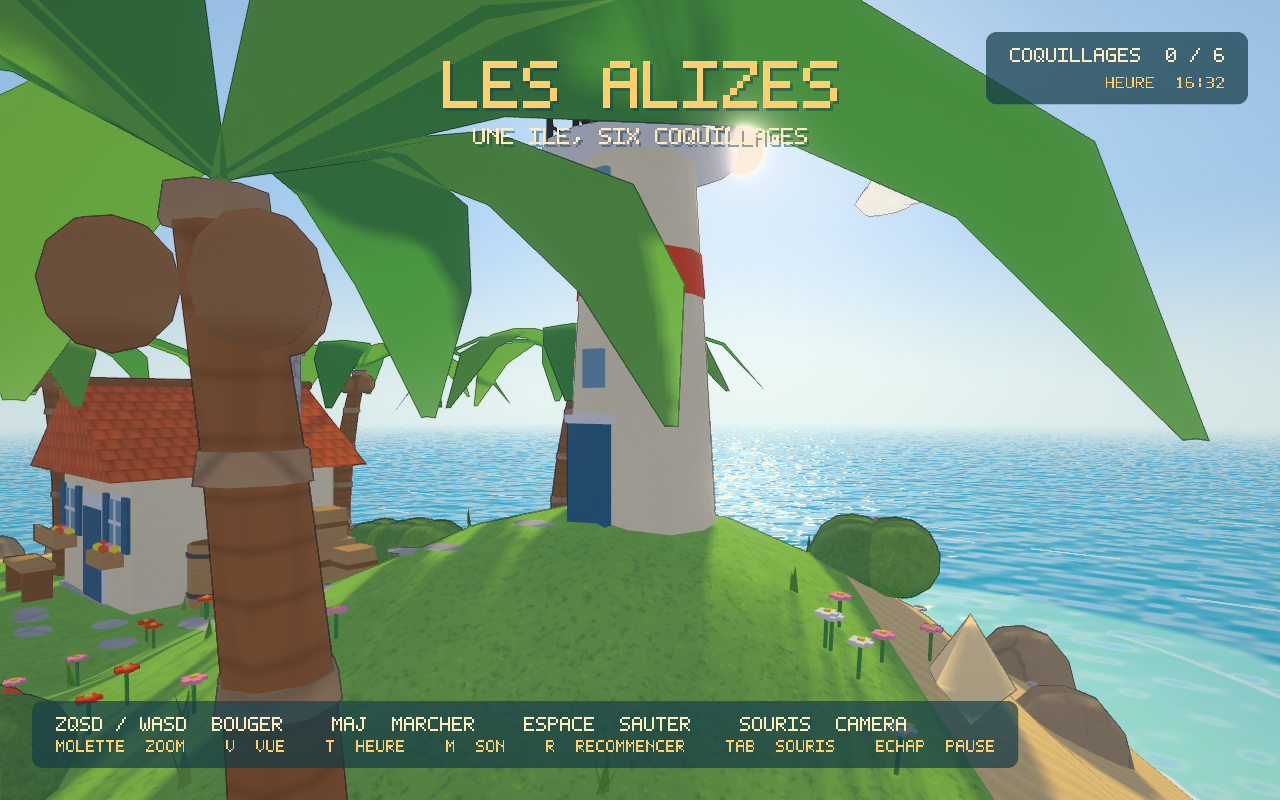 LES ALIZES
UNE ILE, SIX COQUILLAGES
COQUILLAGES 0 / 6
HEURE 16:32
ZQSD / WASD BOUGER MAJ MARCHER ESPACE SAUTER SOURIS CAMERA
MOLETTE ZOOM V VUE T HEURE M SON R RECOMMENCER TAB SOURIS ECHAP PAUSE